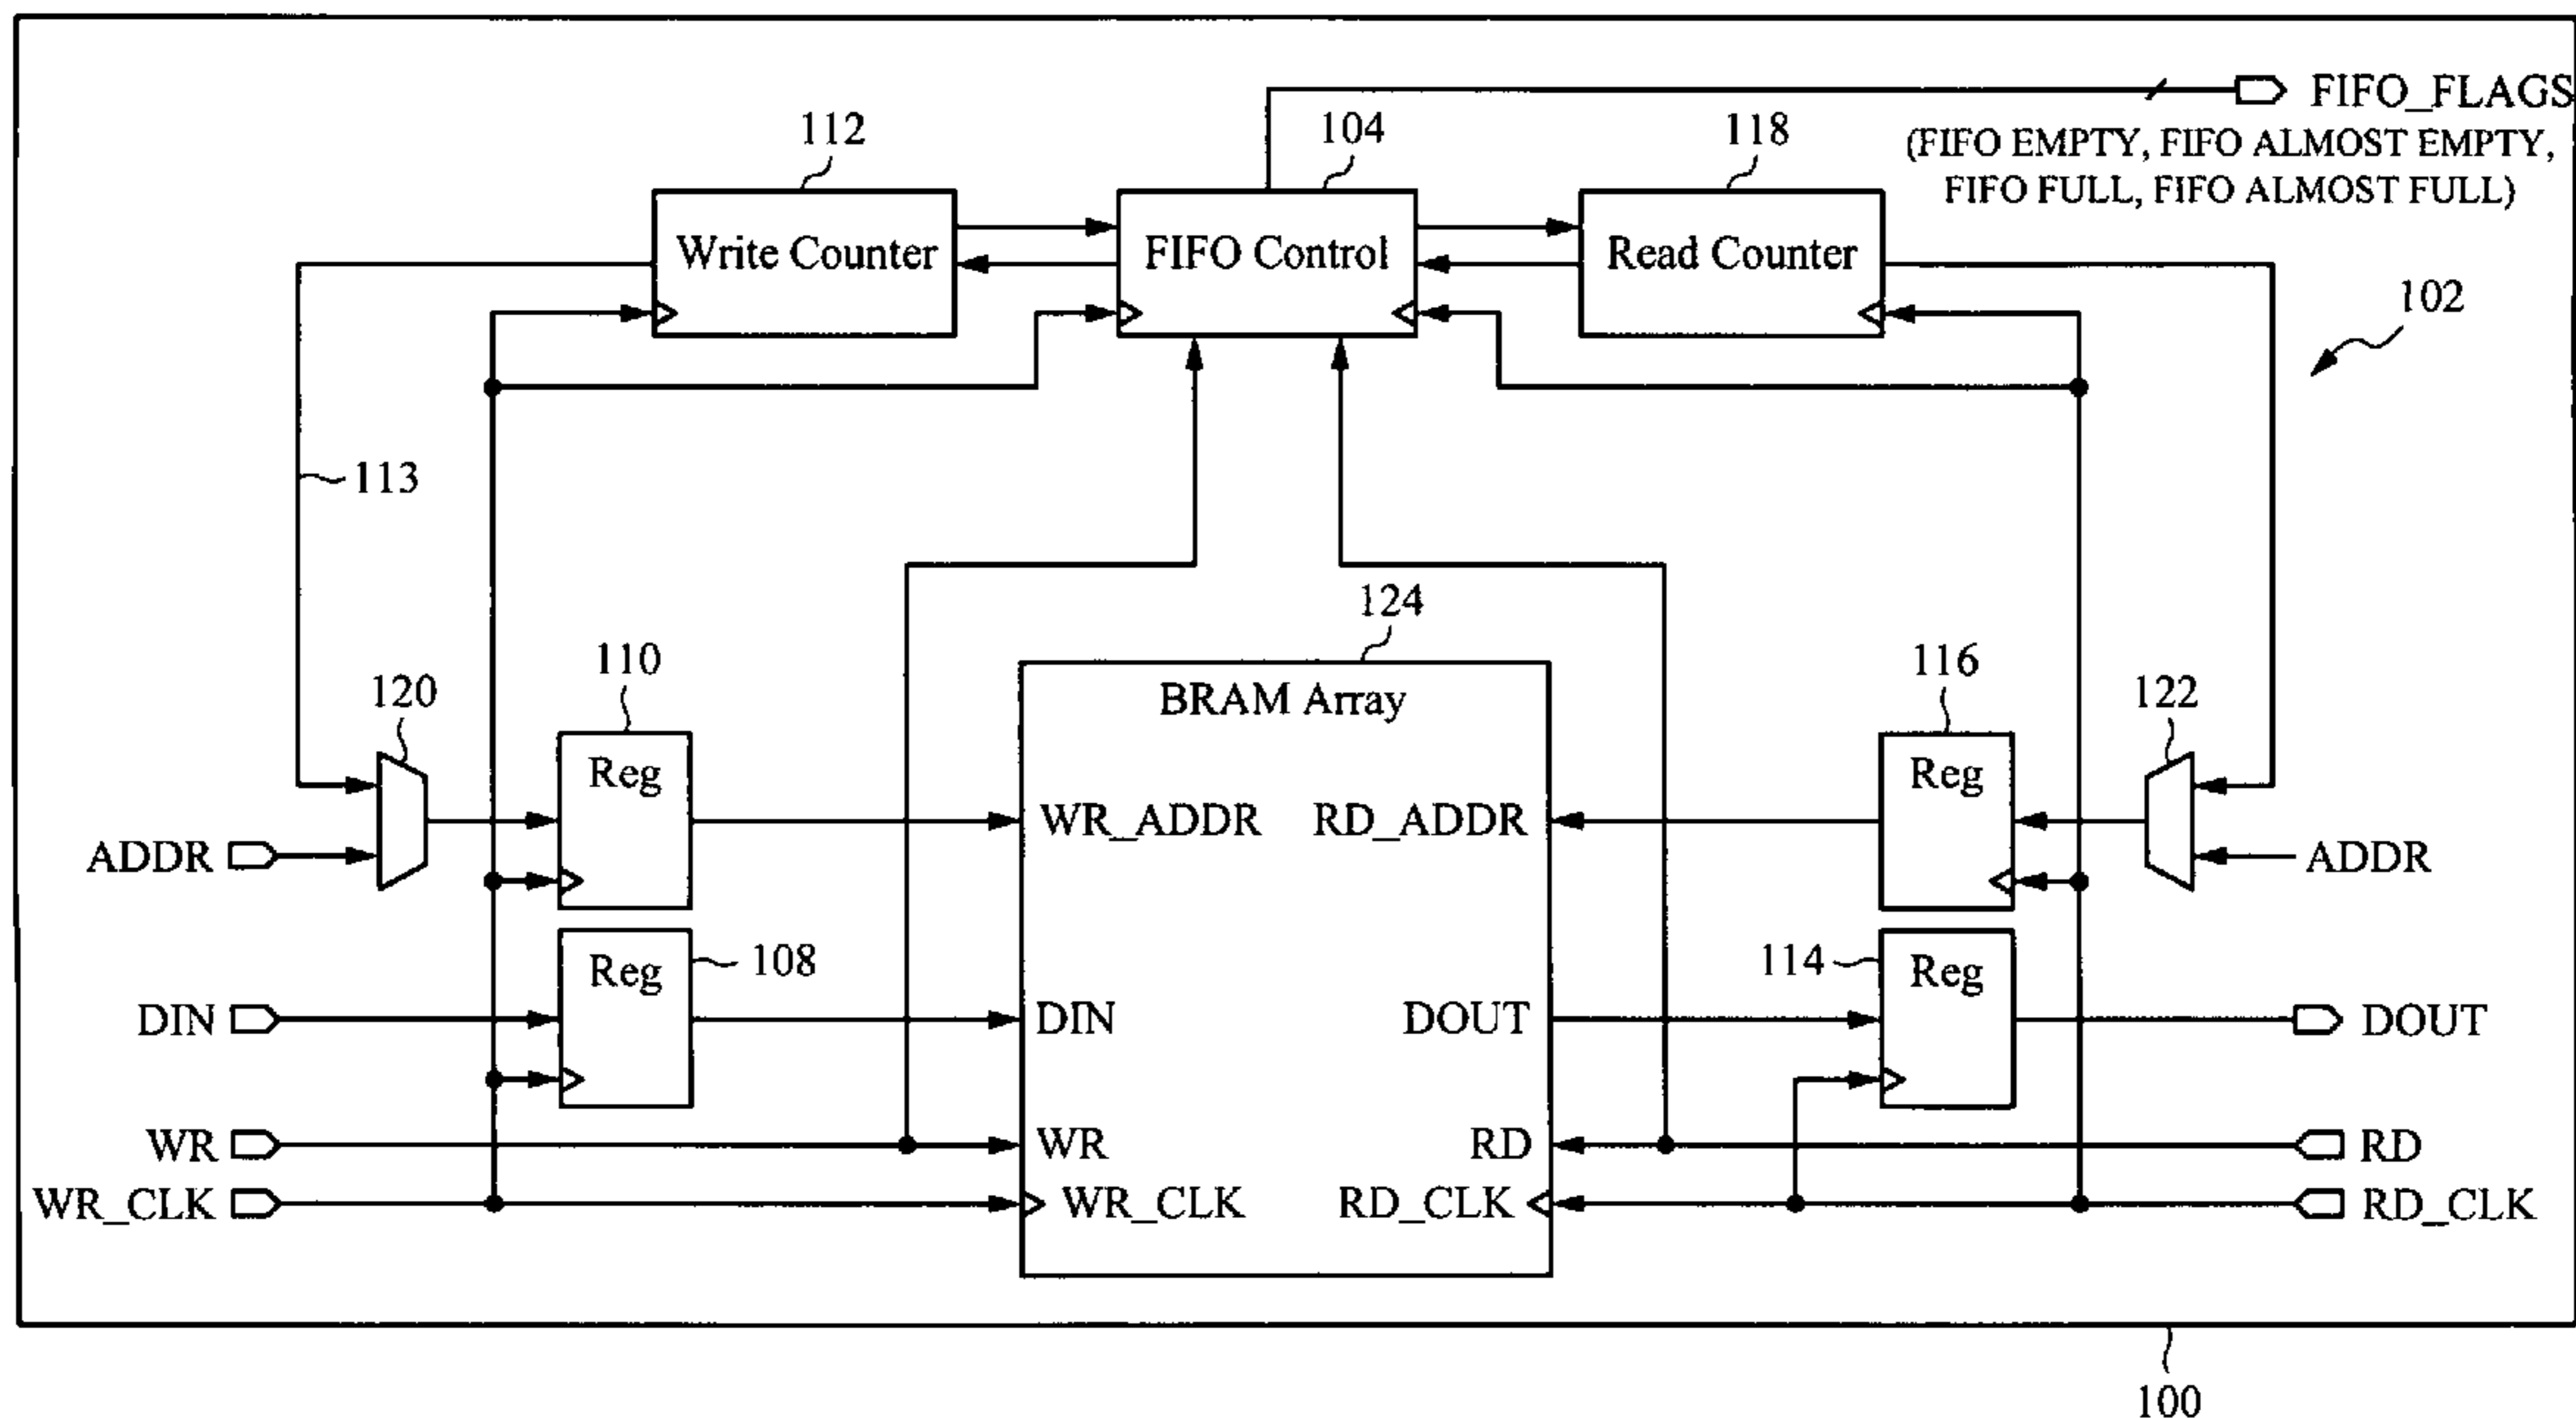 FIFO_FLAGS
(FIFO EMPTY, FIFO ALMOST EMPTY,
FIFO FULL, FIFO ALMOST FULL)
112
104
118
Write Counter
FIFO Control
Read Counter
102
113
124
110
116
120
122
BRAM Array
Reg
Reg
WR_ADDR
RD_ADDR
ADDR
ADDR
Reg
108
114
Reg
DIN
DIN
DOUT
DOUT
WR
WR
RD
RD
WR_CLK
WR_CLK
RD_CLK
RD_CLK
100